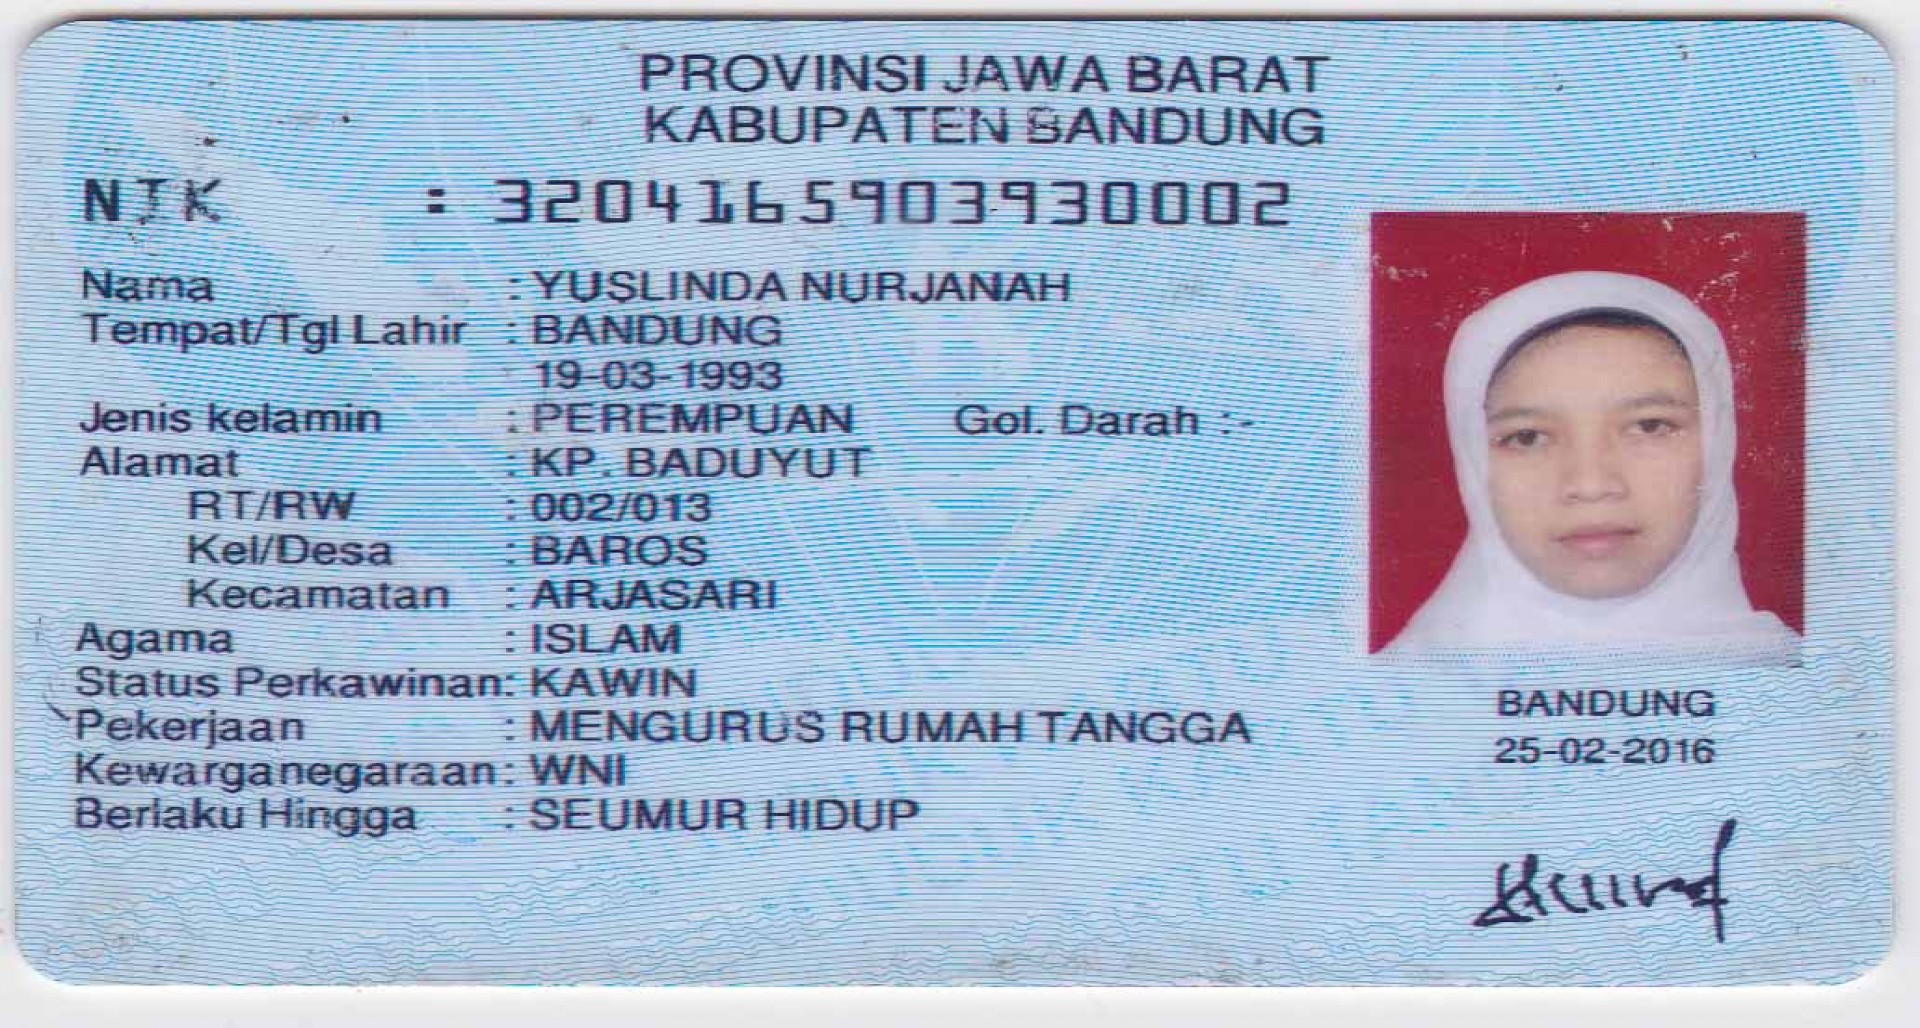 PROVINSI JAWA BARAT
KABUPATEN BANDUNG
NIK : 3204165903930002
Nama : YUSLINDA NURJANAH
Tempat/Tgl Lahir : BANDUNG
19-03-1993
Jenis kelamin : PEREMPUAN Gol. Darah :-
Alamat : KP. BADUYUT
RT/RW : 002/013
Kel/Desa : BAROS
Kecamatan : ARJASARI
Agama : ISLAM
Status Perkawinan: KAWIN
Pekerjaan : MENGURUS RUMAH TANGGA
Kewarganegaraan: WNI
Berlaku Hingga : SEUMUR HIDUP
BANDUNG
25-02-2016